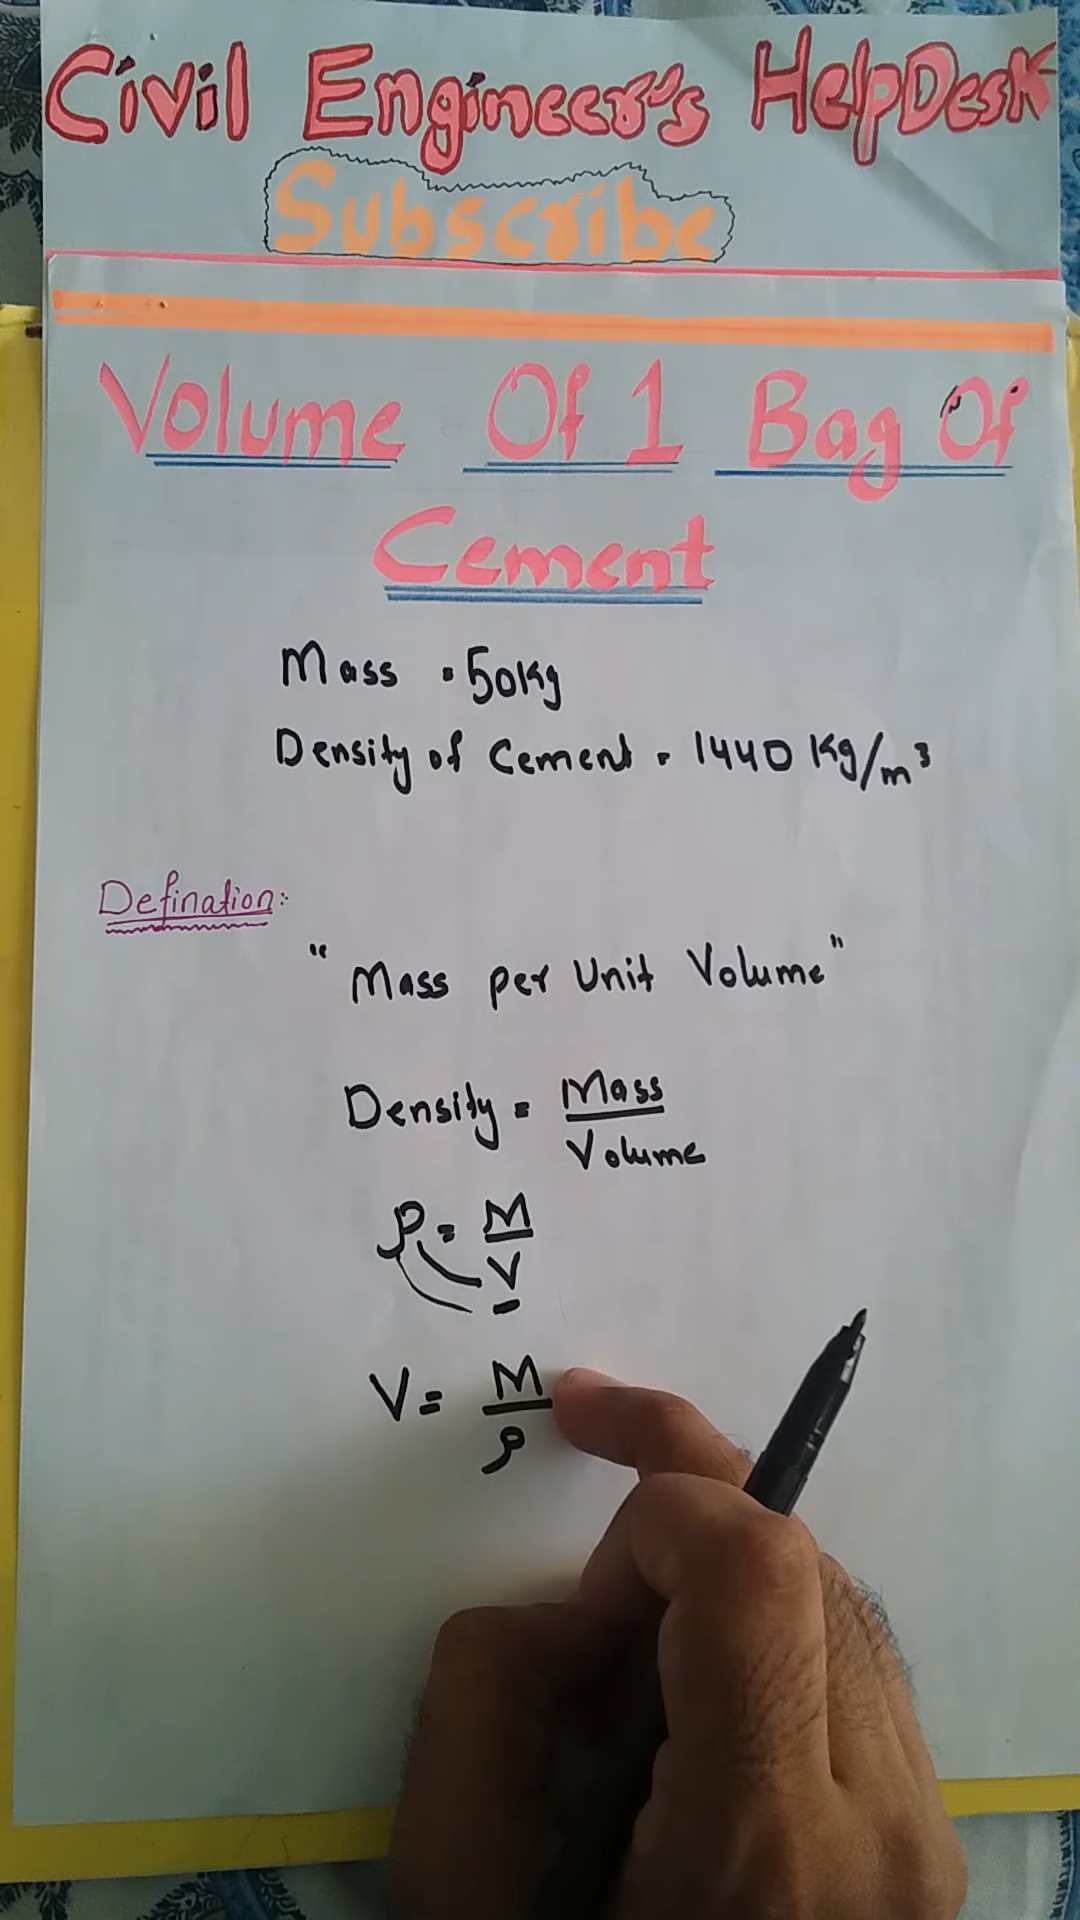 Civil Engineer's HelpDesk
Subscribe
Volume Of 1 Bag Of
Cement
Mass = 50Kg
Density of Cement = 1440 Kg/m³
Defination:-
"Mass per Unit Volume"
Density = Mass
Volume
ρ = M
V
V = M
ρ